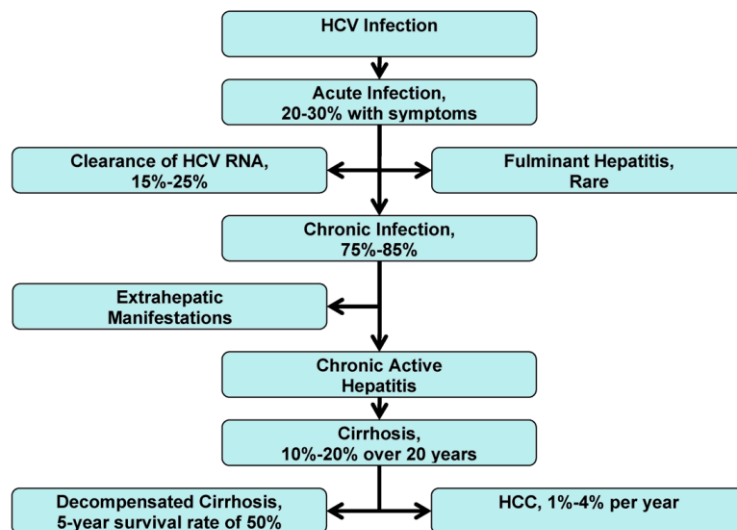 HCV Infection
Acute Infection,
20-30% with symptoms
Clearance of HCV RNA,
15%-25%
Fulminant Hepatitis,
Rare
Chronic Infection,
75%-85%
Extrahepatic
Manifestations
Chronic Active
Hepatitis
Cirrhosis,
10%-20% over 20 years
Decompensated Cirrhosis,
5-year survival rate of 50%
HCC, 1%-4% per year